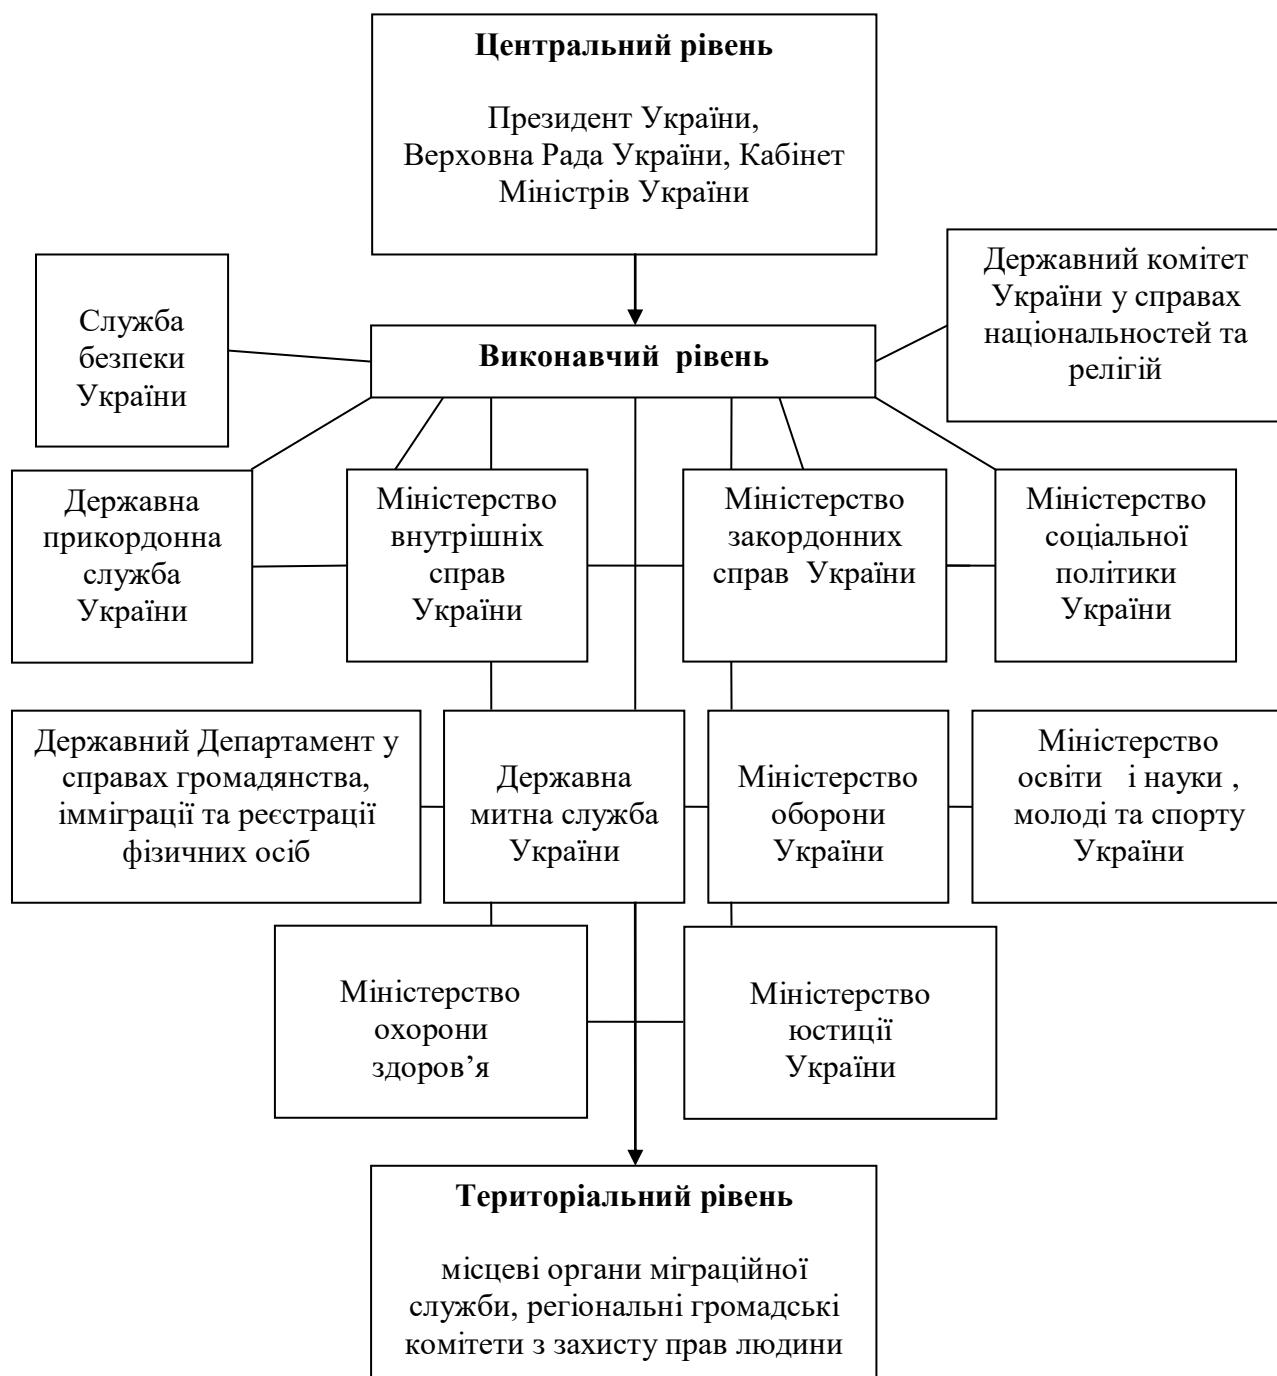 Центральний рівень
Президент України,
Верховна Рада України, Кабінет
Міністрів України
Служба
безпеки
України
Державний комітет
України у справах
національностей та
релігій
Виконавчий рівень
Державна
прикордонна
служба
України
Міністерство
внутрішніх
справ
України
Міністерство
закордонних
справ України
Міністерство
соціальної
політики
України
Державний Департамент у
справах громадянства,
імміграції та реєстрації
фізичних осіб
Державна
митна служба
України
Міністерство
оборони
України
Міністерство
освіти і науки ,
молоді та спорту
України
Міністерство
охорони
здоров’я
Міністерство
юстиції
України
Територіальний рівень
місцеві органи міграційної
служби, регіональні громадські
комітети з захисту прав людини